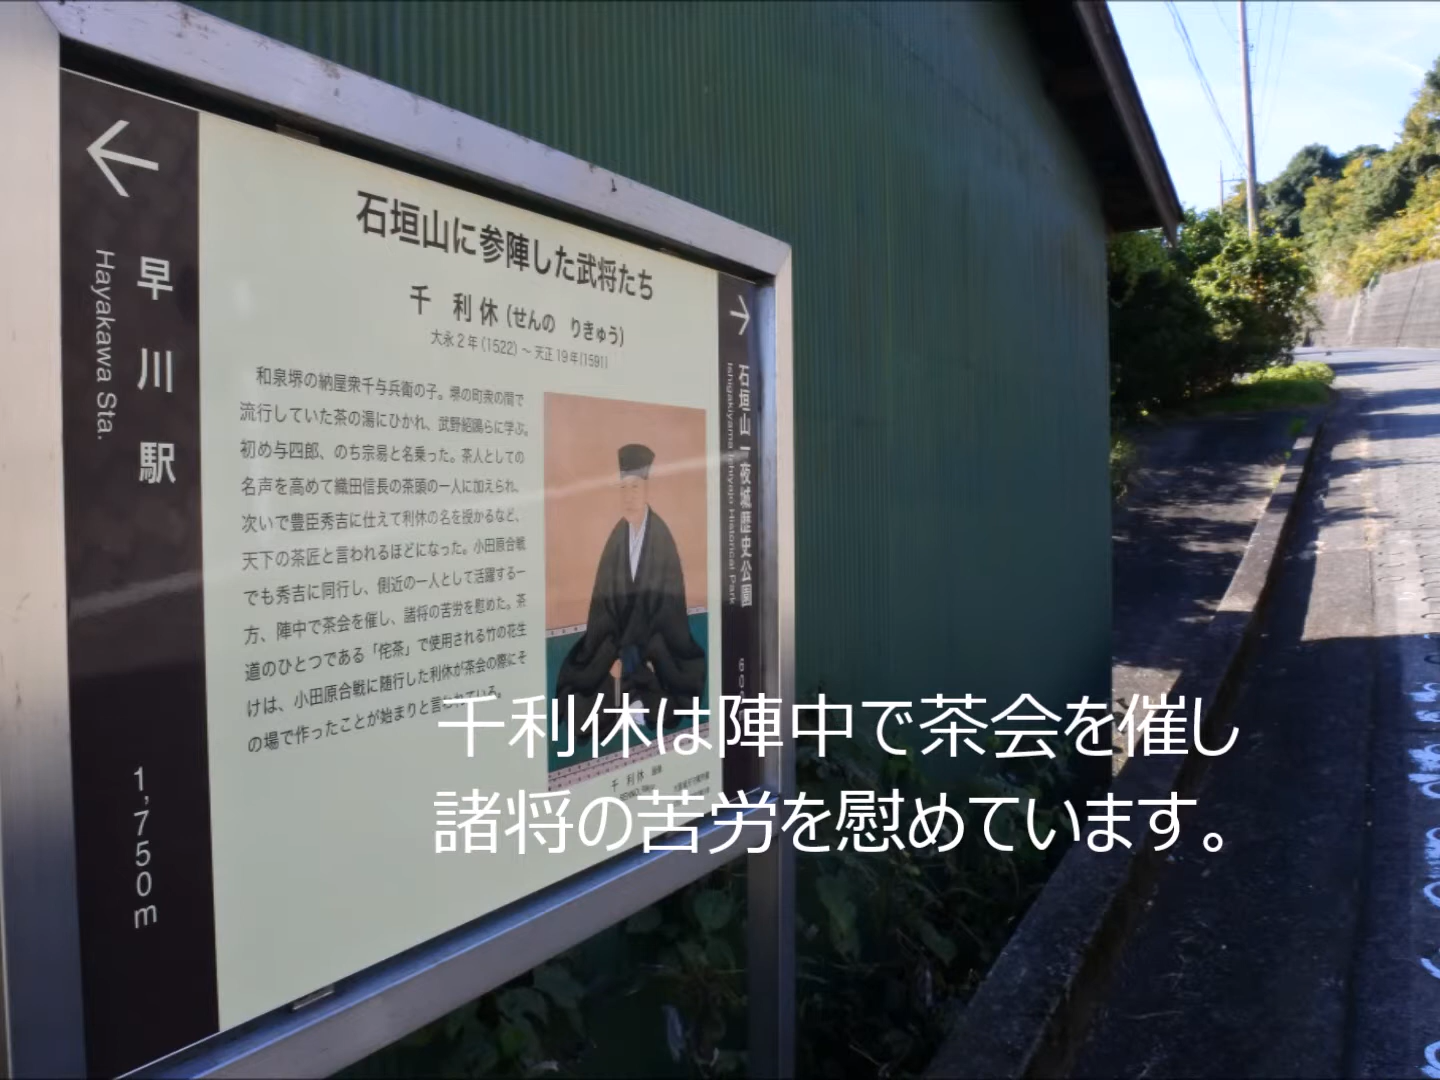 早川駅
Hayakawa Sta.
1,750m
石垣山に参陣した武将たち
千 利休 (せんの りきゅう)
大永2年(1522) ~ 天正19年(1591)
和泉堺の納屋衆千与兵衛の子。堺の町衆の間で
流行していた茶の湯にひかれ、武野紹鴎らに学ぶ。
初め与四郎、のち宗易と名乗った。茶人としての
名声を高めて織田信長の茶頭の一人に加えられ、
次いで豊臣秀吉に仕えて利休の名を授かるなど、
天下の茶匠と言われるほどになった。小田原合戦
でも秀吉に同行し、側近の一人として活躍する一
方、陣中で茶会を催し、諸将の苦労を慰めた。茶
道のひとつである「侘茶」で使用される竹の花生
けは、小田原合戦に随行した利休が茶会の際にそ
の場で作ったことが始まりと言われている。
千利休
石垣山一夜城歴史公園
Ishigakiyama Ichiyajo Historical Park
千利休は陣中で茶会を催し
諸将の苦労を慰めています。